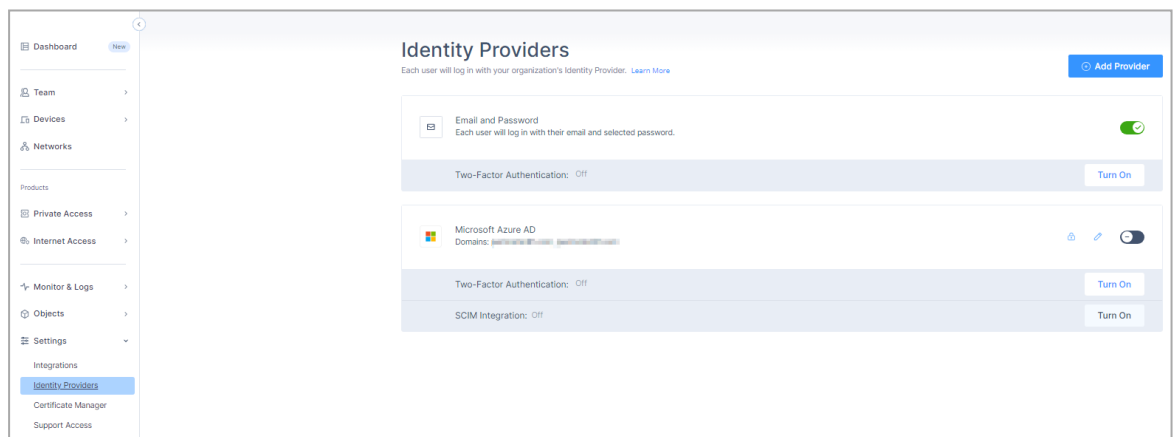 Dashboard New
Team
Devices
Networks
Products
Private Access
Internet Access
Monitor & Logs
Objects
Settings
Integrations
Identity Providers
Certificate Manager
Support Access
Identity Providers
Each user will log in with your organization's Identity Provider. Learn More
Add Provider
Email and Password
Each user will log in with their email and selected password.
Two-Factor Authentication: Off
Turn On
Microsoft Azure AD
Domains:
Two-Factor Authentication: Off
Turn On
SCIM Integration: Off
Turn On